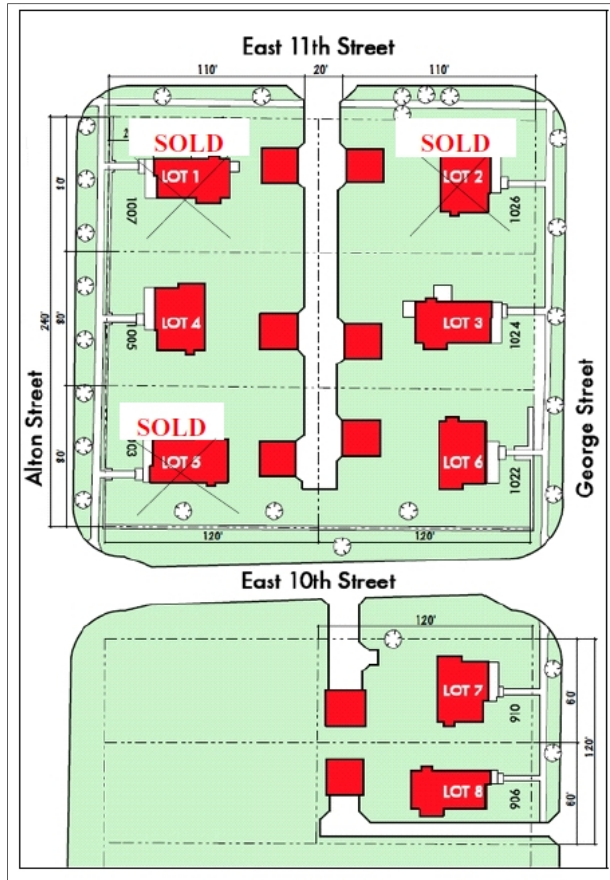 East 11th Street
110'
20'
110'
SOLD
SOLD
LOT 1
LOT 2
1007
1026
LOT 4
LOT 3
1005
1024
240'
80'
80'
Alton Street
George Street
SOLD
LOT 5
LOT 6
1022
120'
120'
East 10th Street
120'
LOT 7
910
60'
120'
LOT 8
906
60'